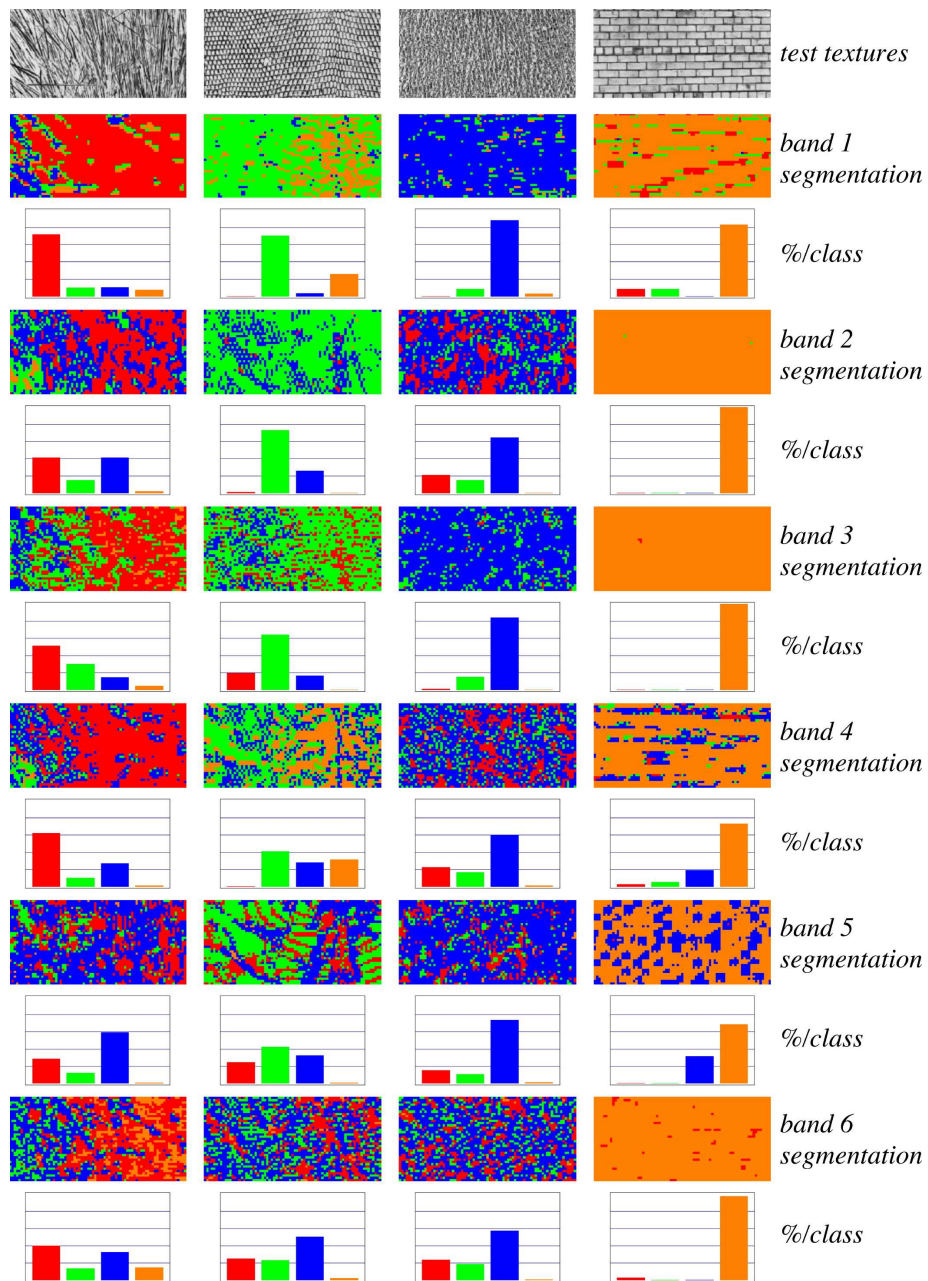 test textures
band 1
segmentation
%/class
band 2
segmentation
%/class
band 3
segmentation
%/class
band 4
segmentation
%/class
band 5
segmentation
%/class
band 6
segmentation
%/class